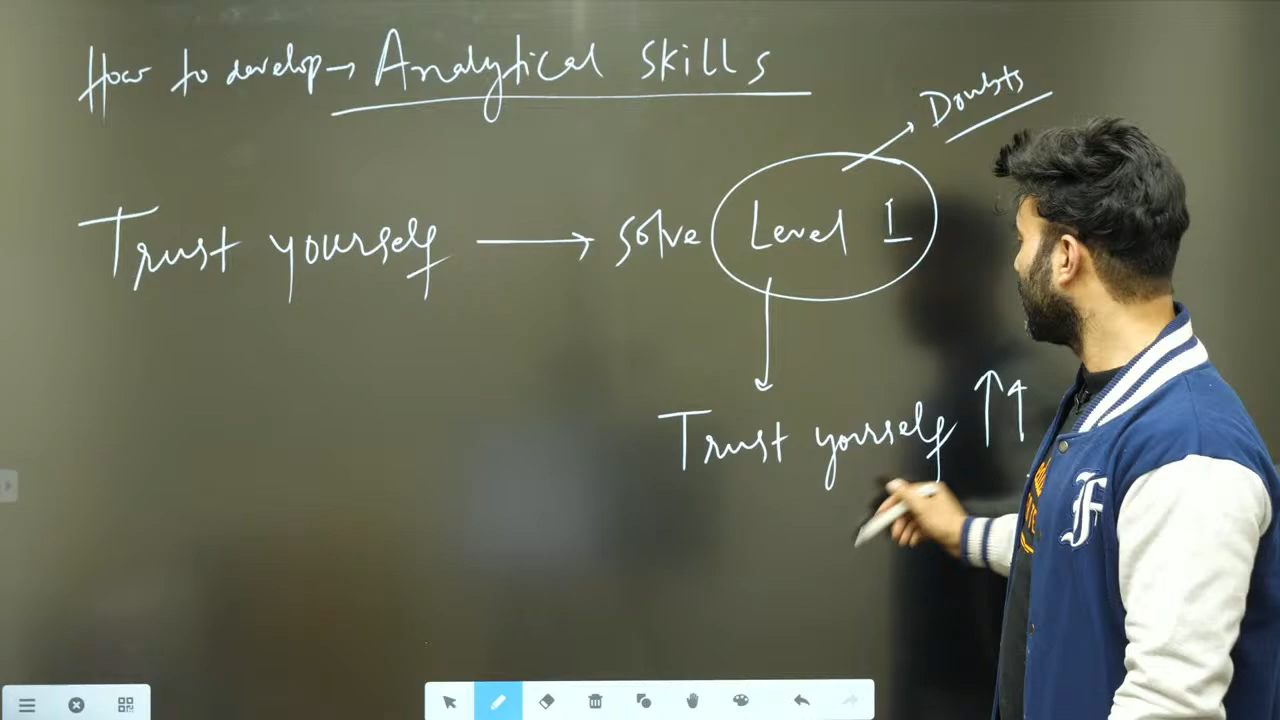 How to develop → Analytical Skills
Doubts
Trust yourself → solve Level 1
Trust yourself ↑↑
F